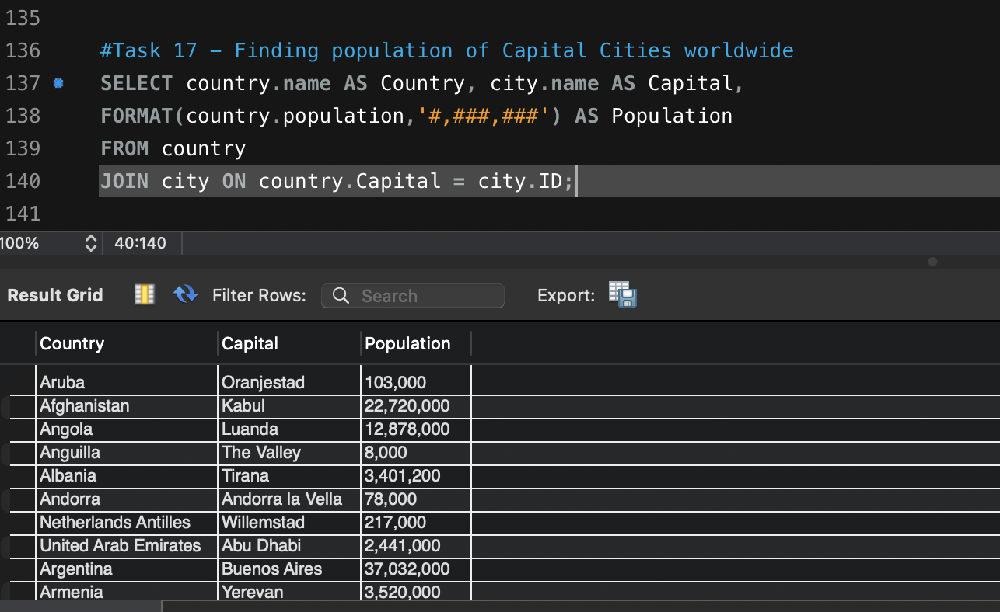 135
136 #Task 17 – Finding population of Capital Cities worldwide
137 SELECT country.name AS Country, city.name AS Capital,
138 FORMAT(country.population,'#,###,###') AS Population
139 FROM country
140 JOIN city ON country.Capital = city.ID;
141
100% 40:140
Result Grid Filter Rows: Search Export:
Country Capital Population
Aruba Oranjestad 103,000
Afghanistan Kabul 22,720,000
Angola Luanda 12,878,000
Anguilla The Valley 8,000
Albania Tirana 3,401,200
Andorra Andorra la Vella 78,000
Netherlands Antilles Willemstad 217,000
United Arab Emirates Abu Dhabi 2,441,000
Argentina Buenos Aires 37,032,000
Armenia Yerevan 3,520,000